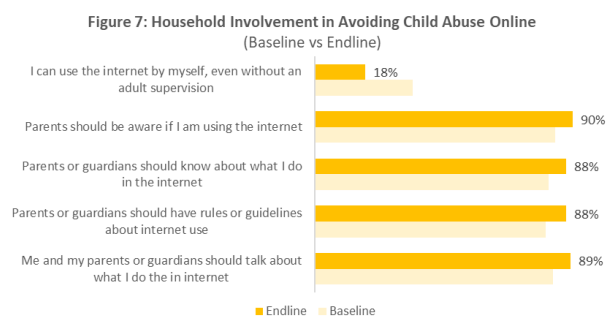 Figure 7: Household Involvement in Avoiding Child Abuse Online
(Baseline vs Endline)
I can use the internet by myself, even without an
adult supervision
18%
Parents should be aware if I am using the internet
90%
Parents or guardians should know about what I do
in the internet
88%
Parents or guardians should have rules or guidelines
about internet use
88%
Me and my parents or guardians should talk about
what I do the in internet
89%
Endline Baseline